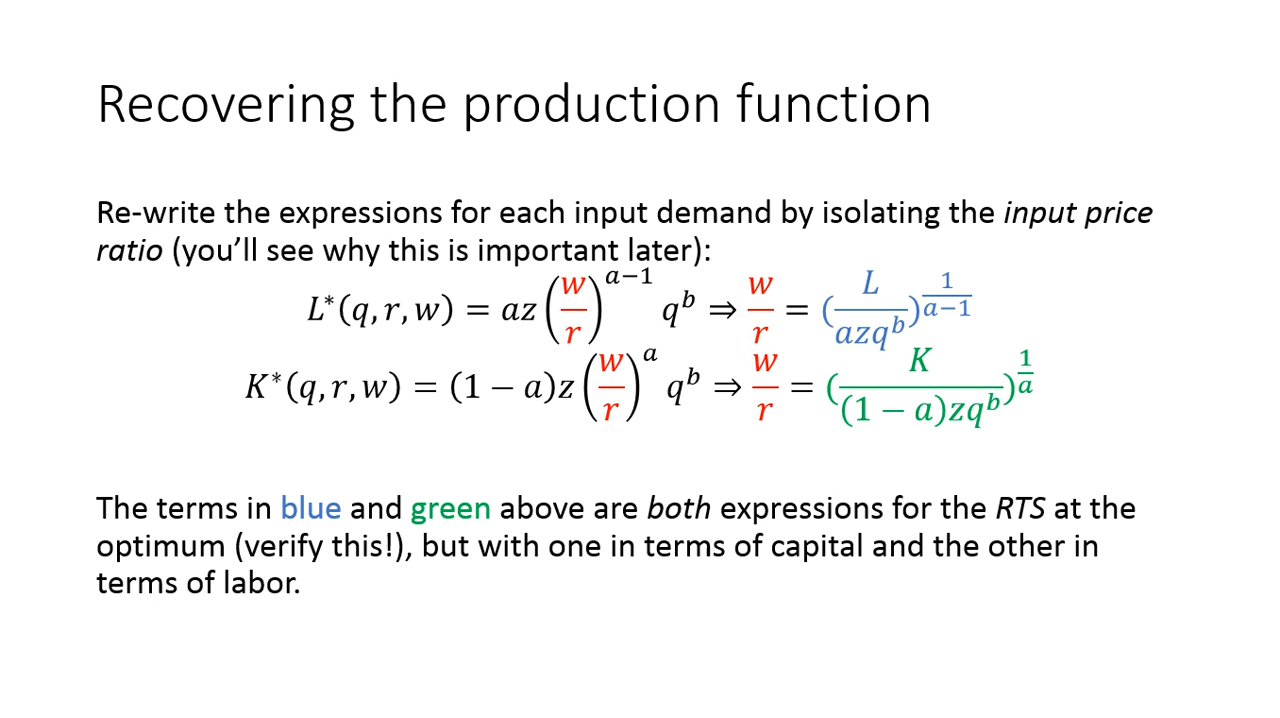 Recovering the production function
Re-write the expressions for each input demand by isolating the input price
ratio (you’ll see why this is important later):
L*(q, r, w) = az(w/r)^(a−1) q^b ⇒ w/r = (L/(azq^b))^(1/(a−1))
K*(q, r, w) = (1 − a)z(w/r)^a q^b ⇒ w/r = (K/((1 − a)zq^b))^(1/a)
The terms in blue and green above are both expressions for the RTS at the
optimum (verify this!), but with one in terms of capital and the other in
terms of labor.